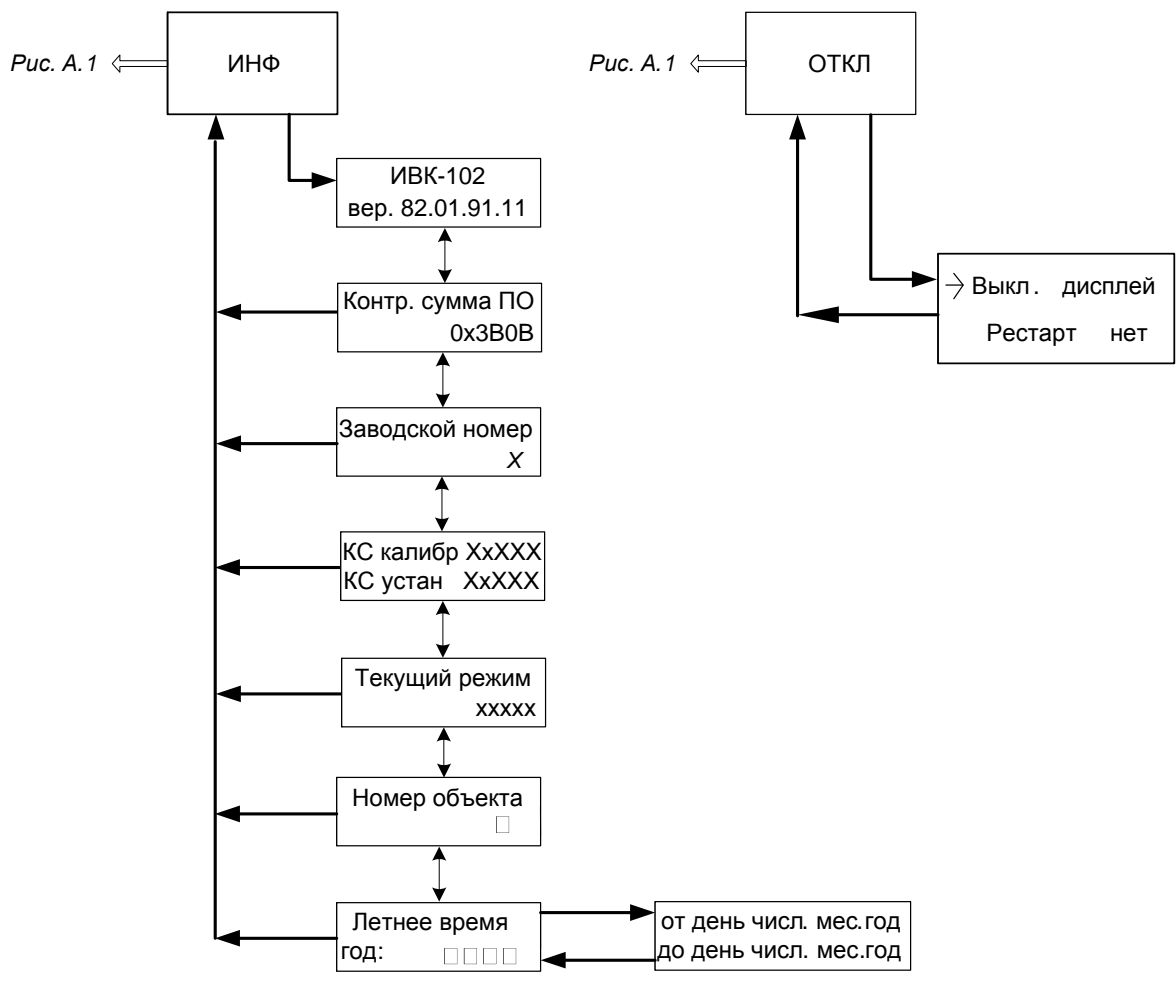 Рис. А.1
ИНФ
ИВК-102
вер. 82.01.91.11
Контр. сумма ПО
0x3B0B
Заводской номер
X
КС калибр XxXXX
КС устан XxXXX
Текущий режим
xxxxx
Номер объекта
□
Летнее время
год: □□□□
от день числ. мес.год
до день числ. мес.год
Рис. А.1
ОТКЛ
→ Выкл. дисплей
Рестарт нет